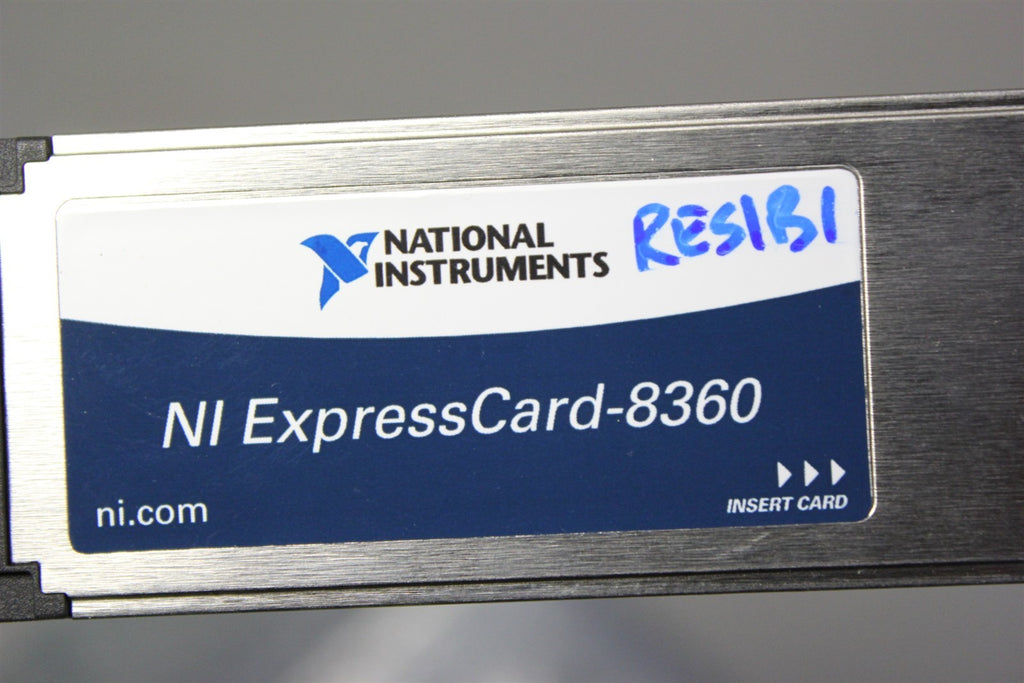 NATIONAL
INSTRUMENTS
RESIBI
NI ExpressCard-8360
ni.com
INSERT CARD